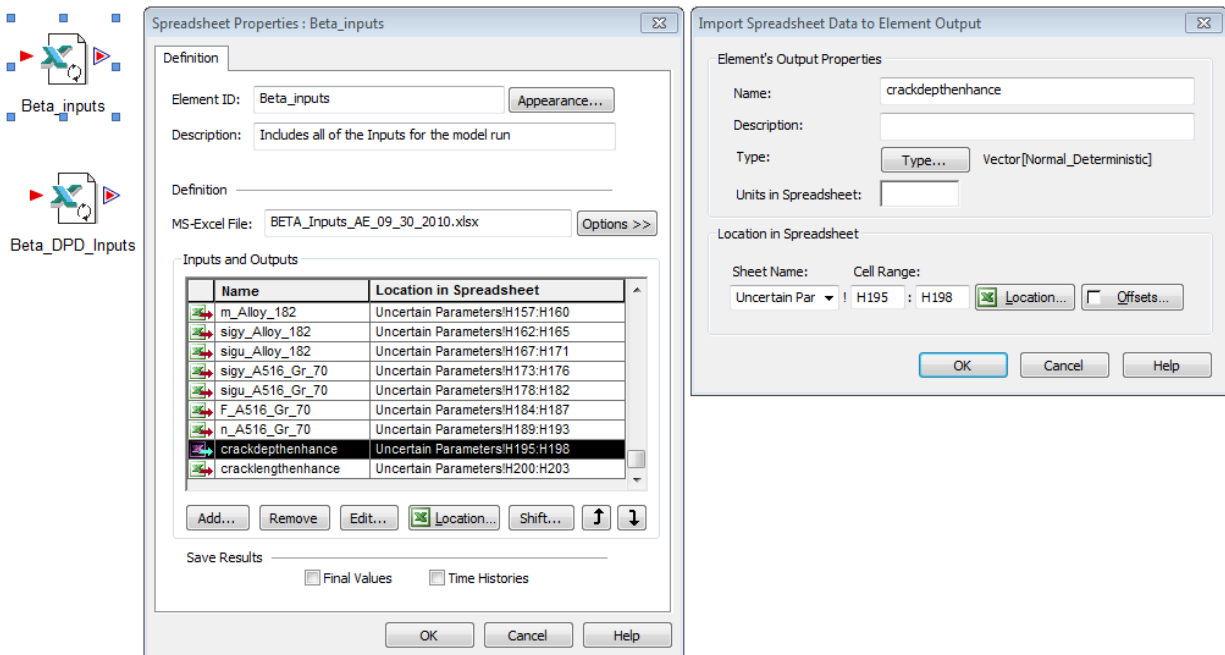 Beta_inputs
Beta_DPD_Inputs
Spreadsheet Properties : Beta_inputs
Definition
Element ID: Beta_inputs Appearance...
Description: Includes all of the Inputs for the model run
Definition
MS-Excel File: BETA_Inputs_AE_09_30_2010.xlsx Options >>
Inputs and Outputs
Name Location in Spreadsheet
m_Alloy_182 Uncertain Parameters!H157:H160
sigy_Alloy_182 Uncertain Parameters!H162:H165
sigu_Alloy_182 Uncertain Parameters!H167:H171
sigy_A516_Gr_70 Uncertain Parameters!H173:H176
sigu_A516_Gr_70 Uncertain Parameters!H178:H182
F_A516_Gr_70 Uncertain Parameters!H184:H187
n_A516_Gr_70 Uncertain Parameters!H189:H193
crackdepthenhance Uncertain Parameters!H195:H198
cracklengthenhance Uncertain Parameters!H200:H203
Add... Remove Edit... Location... Shift...
Save Results
Final Values Time Histories
OK Cancel Help
Import Spreadsheet Data to Element Output
Element's Output Properties
Name: crackdepthenhance
Description:
Type: Type... Vector[Normal_Deterministic]
Units in Spreadsheet:
Location in Spreadsheet
Sheet Name: Cell Range:
Uncertain Par ! H195 : H198 Location... Offsets...
OK Cancel Help